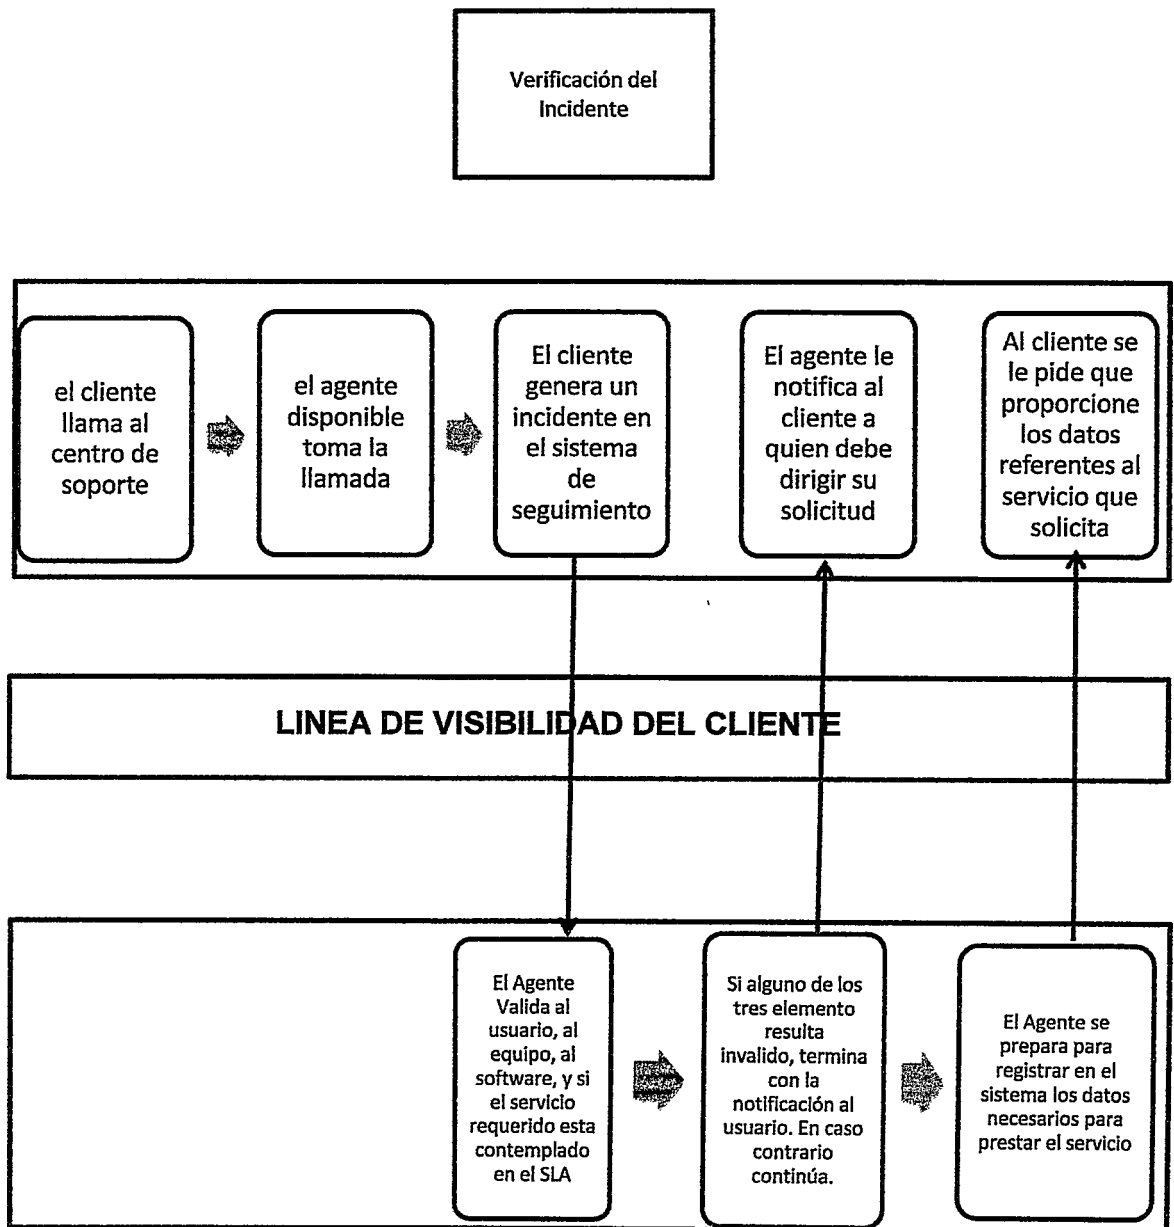 Verificación del
Incidente
el cliente
llama al
centro de
soporte
el agente
disponible
toma la
llamada
El cliente
genera un
incidente en
el sistema
de
seguimiento
El agente le
notifica al
cliente a
quien debe
dirigir su
solicitud
Al cliente se
le pide que
proporcione
los datos
referentes al
servicio que
solicita
LINEA DE VISIBILIDAD DEL CLIENTE
El Agente
Valida al
usuario, al
equipo, al
software, y si
el servicio
requerido esta
contemplado
en el SLA
Si alguno de los
tres elemento
resulta
invalido, termina
con la
notificación al
usuario. En caso
contrario
continúa.
El Agente se
prepara para
registrar en el
sistema los datos
necesarios para
prestar el servicio